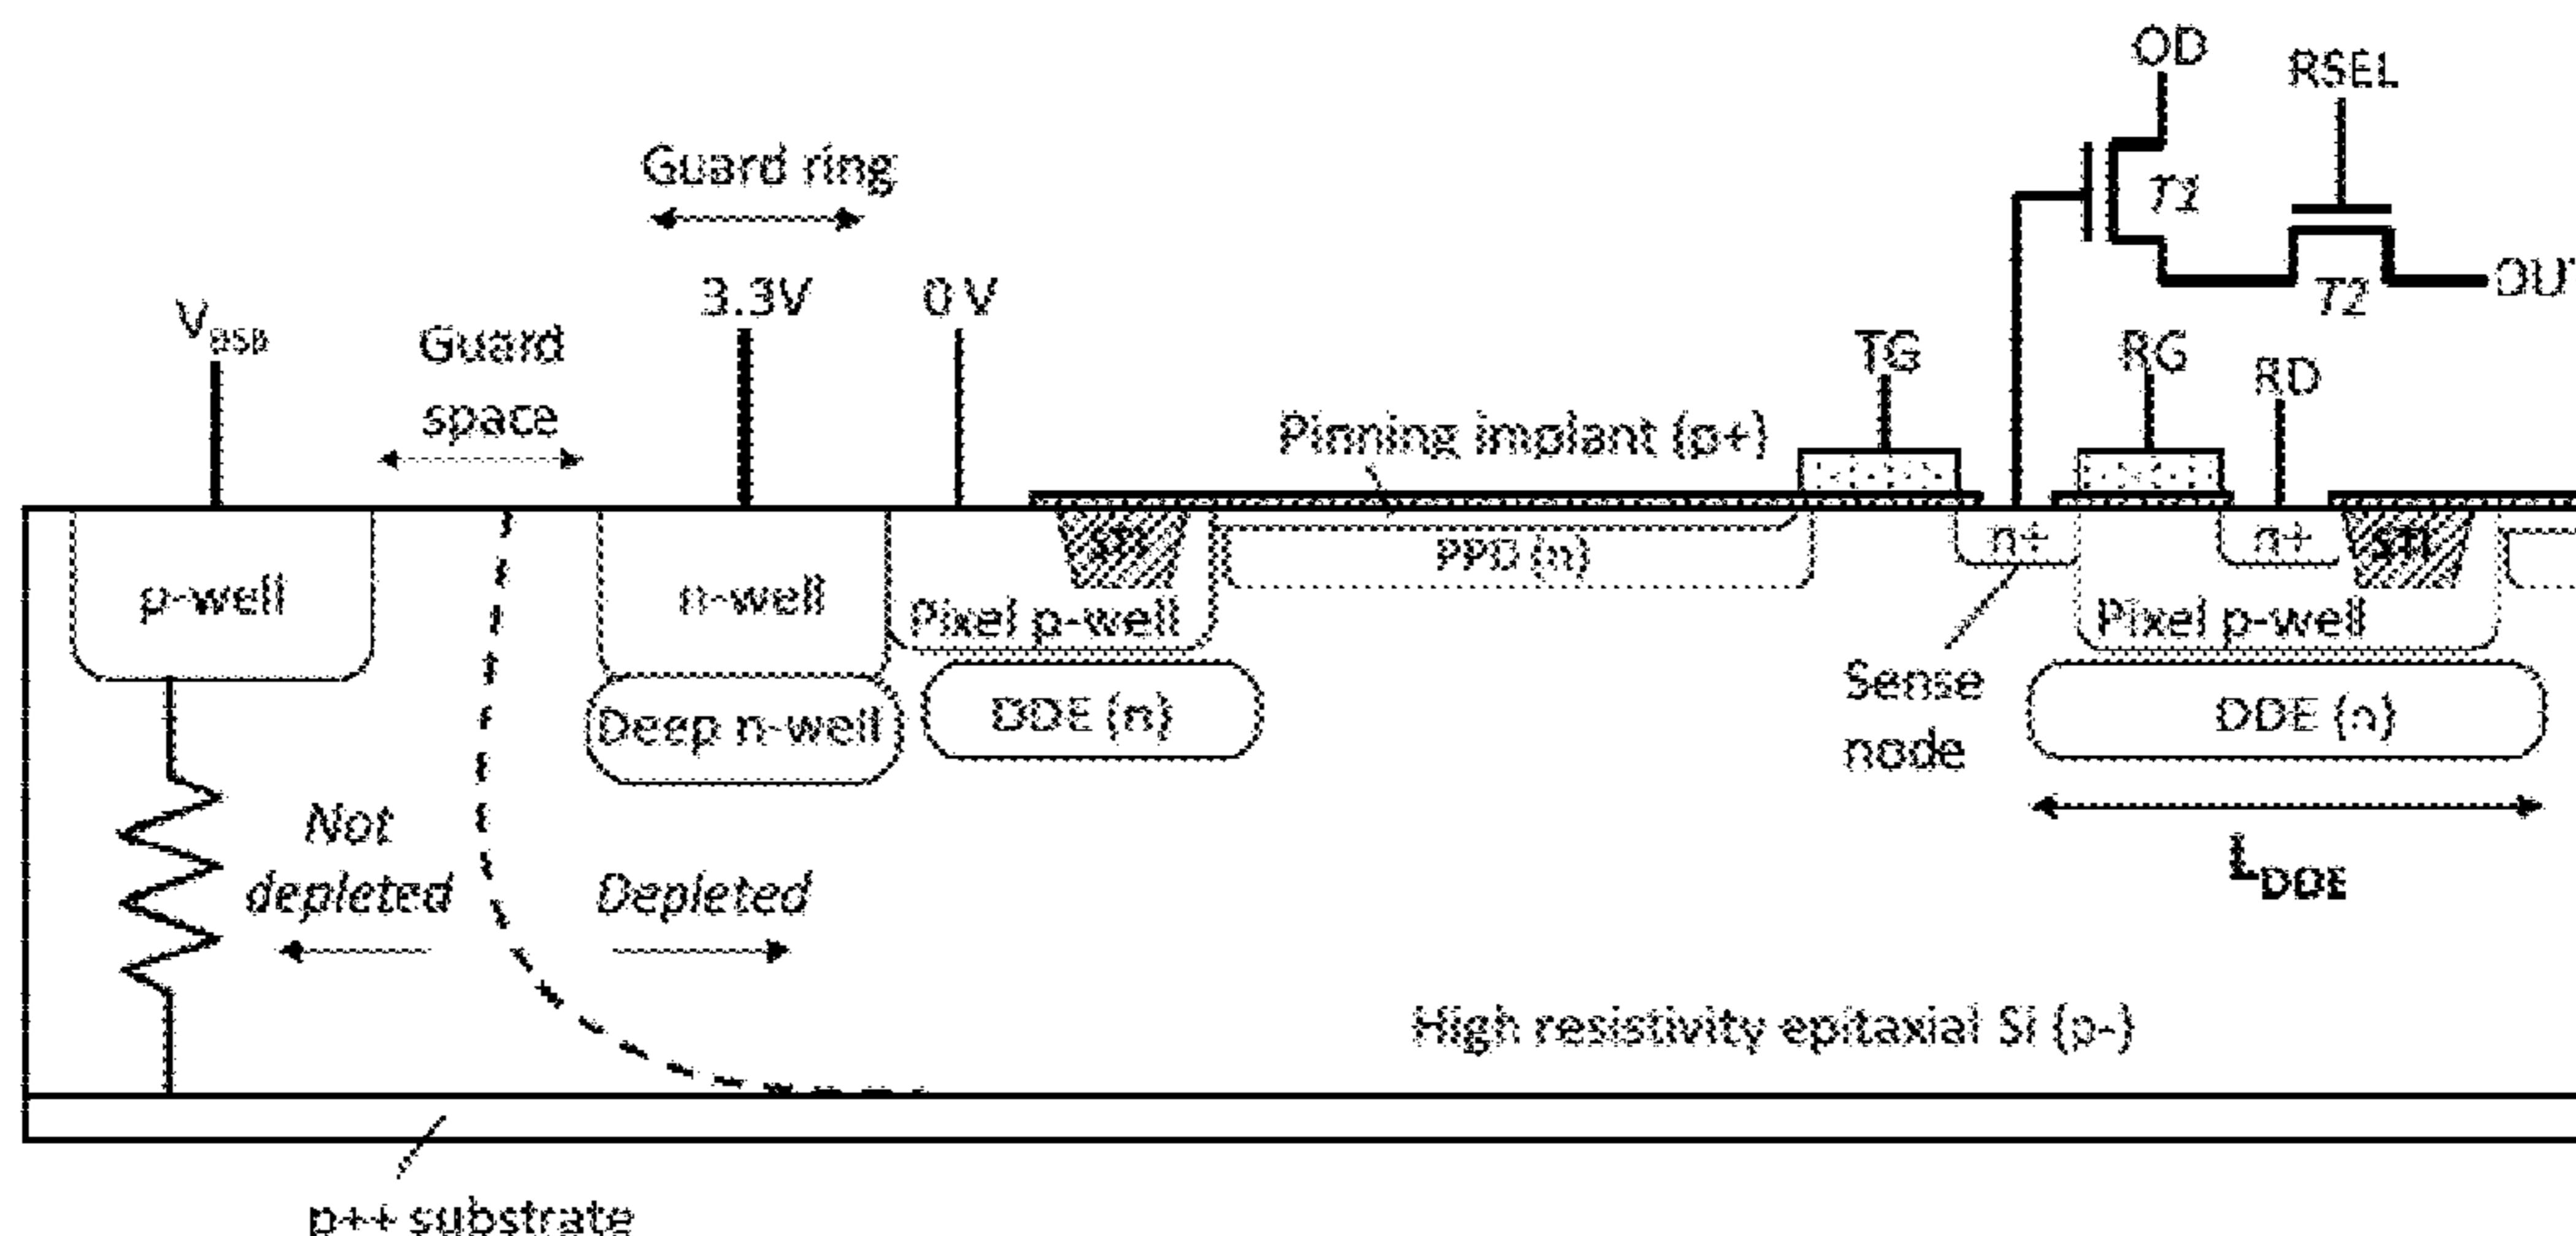 OD
RSEL
Guard ring
T1
3.3V
0 V
OUT
T2
V_BSB
Guard
space
TG
RG
RD
Pinning implant (p+)
STI
PPD (n)
n+
n+
STI
p-well
n-well
Pixel p-well
Pixel p-well
Sense
node
Deep n-well
DDE (n)
DDE (n)
Not
depleted
Depleted
L_DDE
High resistivity epitaxial Si (p-)
p++ substrate